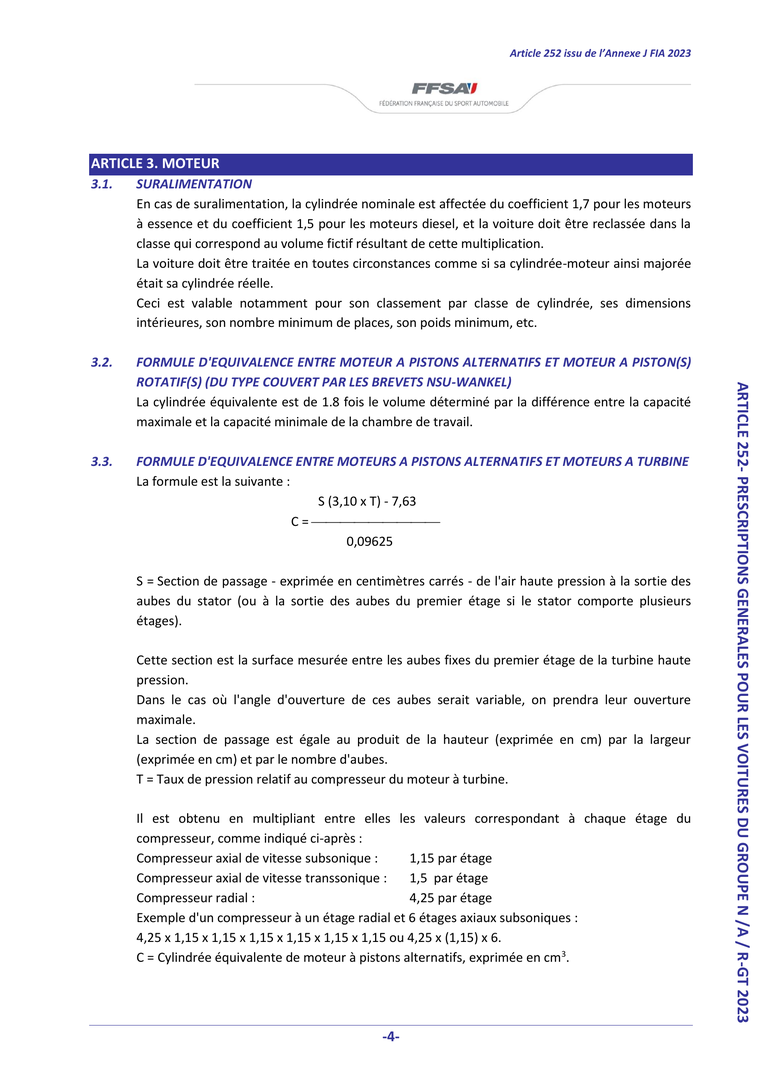 Article 252 issu de l'Annexe J FIA 2023
FFSA
FÉDÉRATION FRANÇAISE DU SPORT AUTOMOBILE
ARTICLE 3. MOTEUR
3.1. SURALIMENTATION
En cas de suralimentation, la cylindrée nominale est affectée du coefficient 1,7 pour les moteurs
à essence et du coefficient 1,5 pour les moteurs diesel, et la voiture doit être reclassée dans la
classe qui correspond au volume fictif résultant de cette multiplication.
La voiture doit être traitée en toutes circonstances comme si sa cylindrée-moteur ainsi majorée
était sa cylindrée réelle.
Ceci est valable notamment pour son classement par classe de cylindrée, ses dimensions
intérieures, son nombre minimum de places, son poids minimum, etc.
3.2. FORMULE D'EQUIVALENCE ENTRE MOTEUR A PISTONS ALTERNATIFS ET MOTEUR A PISTON(S)
ROTATIF(S) (DU TYPE COUVERT PAR LES BREVETS NSU-WANKEL)
La cylindrée équivalente est de 1.8 fois le volume déterminé par la différence entre la capacité
maximale et la capacité minimale de la chambre de travail.
3.3. FORMULE D'EQUIVALENCE ENTRE MOTEURS A PISTONS ALTERNATIFS ET MOTEURS A TURBINE
La formule est la suivante :
S (3,10 x T) - 7,63
C = ————————
0,09625
S = Section de passage - exprimée en centimètres carrés - de l'air haute pression à la sortie des
aubes du stator (ou à la sortie des aubes du premier étage si le stator comporte plusieurs
étages).
Cette section est la surface mesurée entre les aubes fixes du premier étage de la turbine haute
pression.
Dans le cas où l'angle d'ouverture de ces aubes serait variable, on prendra leur ouverture
maximale.
La section de passage est égale au produit de la hauteur (exprimée en cm) par la largeur
(exprimée en cm) et par le nombre d'aubes.
T = Taux de pression relatif au compresseur du moteur à turbine.
Il est obtenu en multipliant entre elles les valeurs correspondant à chaque étage du
compresseur, comme indiqué ci-après :
Compresseur axial de vitesse subsonique : 1,15 par étage
Compresseur axial de vitesse transsonique : 1,5 par étage
Compresseur radial : 4,25 par étage
Exemple d'un compresseur à un étage radial et 6 étages axiaux subsoniques :
4,25 x 1,15 x 1,15 x 1,15 x 1,15 x 1,15 x 1,15 ou 4,25 x (1,15) x 6.
C = Cylindrée équivalente de moteur à pistons alternatifs, exprimée en cm³.
ARTICLE 252- PRESCRIPTIONS GENERALES POUR LES VOITURES DU GROUPE N /A / R-GT 2023
-4-